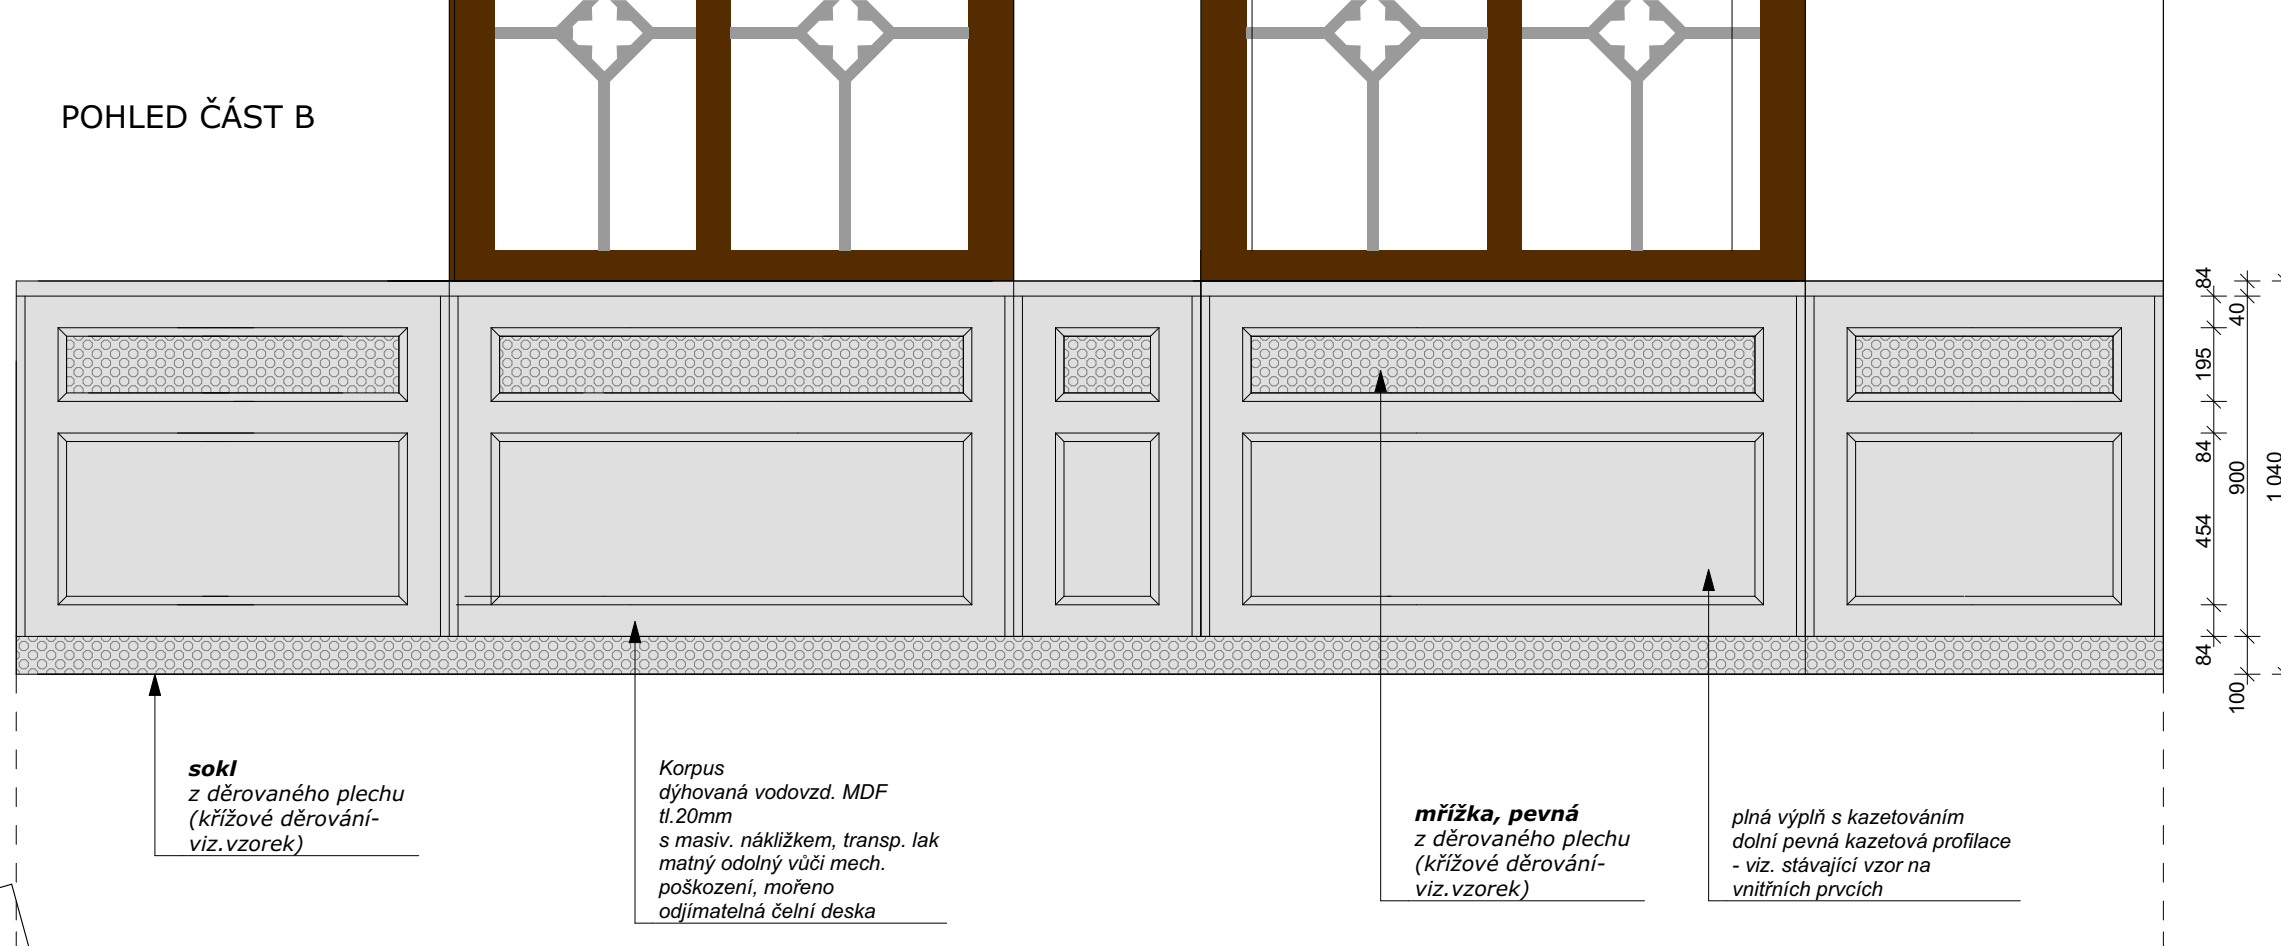 POHLED ČÁST B
84
40
195
84
900
1 040
454
84
100
sokl
z děrovaného plechu
(křížové děrování-
viz.vzorek)
Korpus
dýhovaná vodovzd. MDF
tl.20mm
s masiv. nákližkem, transp. lak
matný odolný vůči mech.
poškození, mořeno
odjímatelná čelní deska
mřížka, pevná
z děrovaného plechu
(křížové děrování-
viz.vzorek)
plná výplň s kazetováním
dolní pevná kazetová profilace
- viz. stávající vzor na
vnitřních prvcích